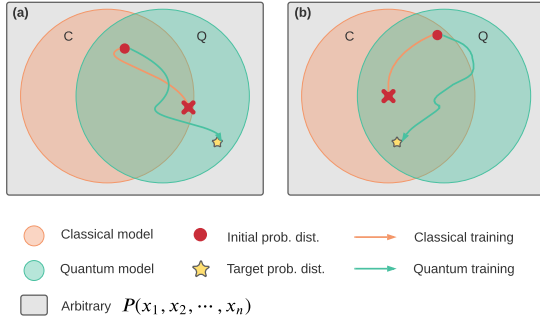 (a)
C
Q
(b)
C
Q
Classical model
Initial prob. dist.
Classical training
Quantum model
Target prob. dist.
Quantum training
Arbitrary P(x₁, x₂, ⋯, xₙ)